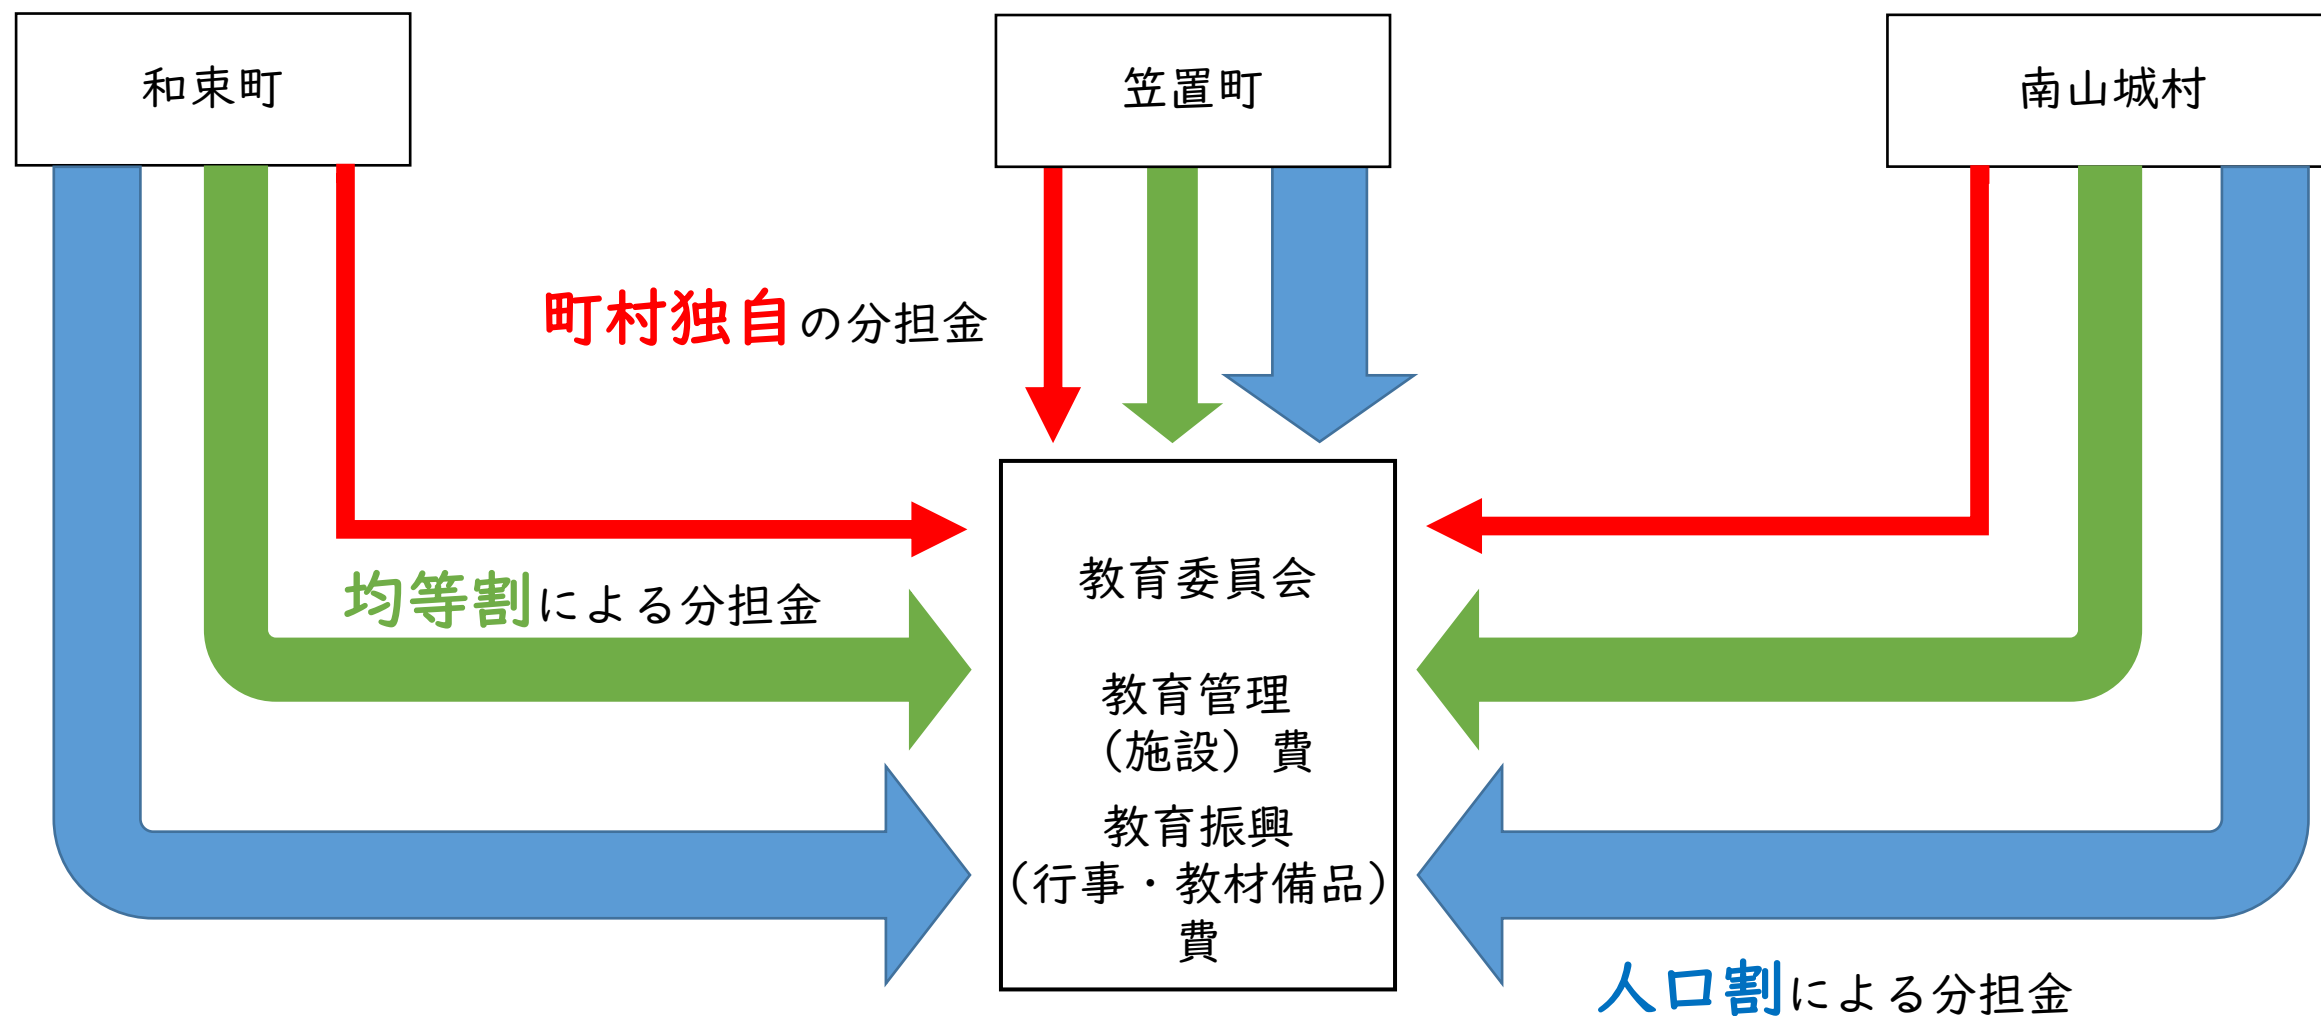 和束町
笠置町
南山城村
町村独自の分担金
均等割による分担金
教育委員会
教育管理
（施設）費
教育振興
（行事・教材備品）
費
人口割による分担金